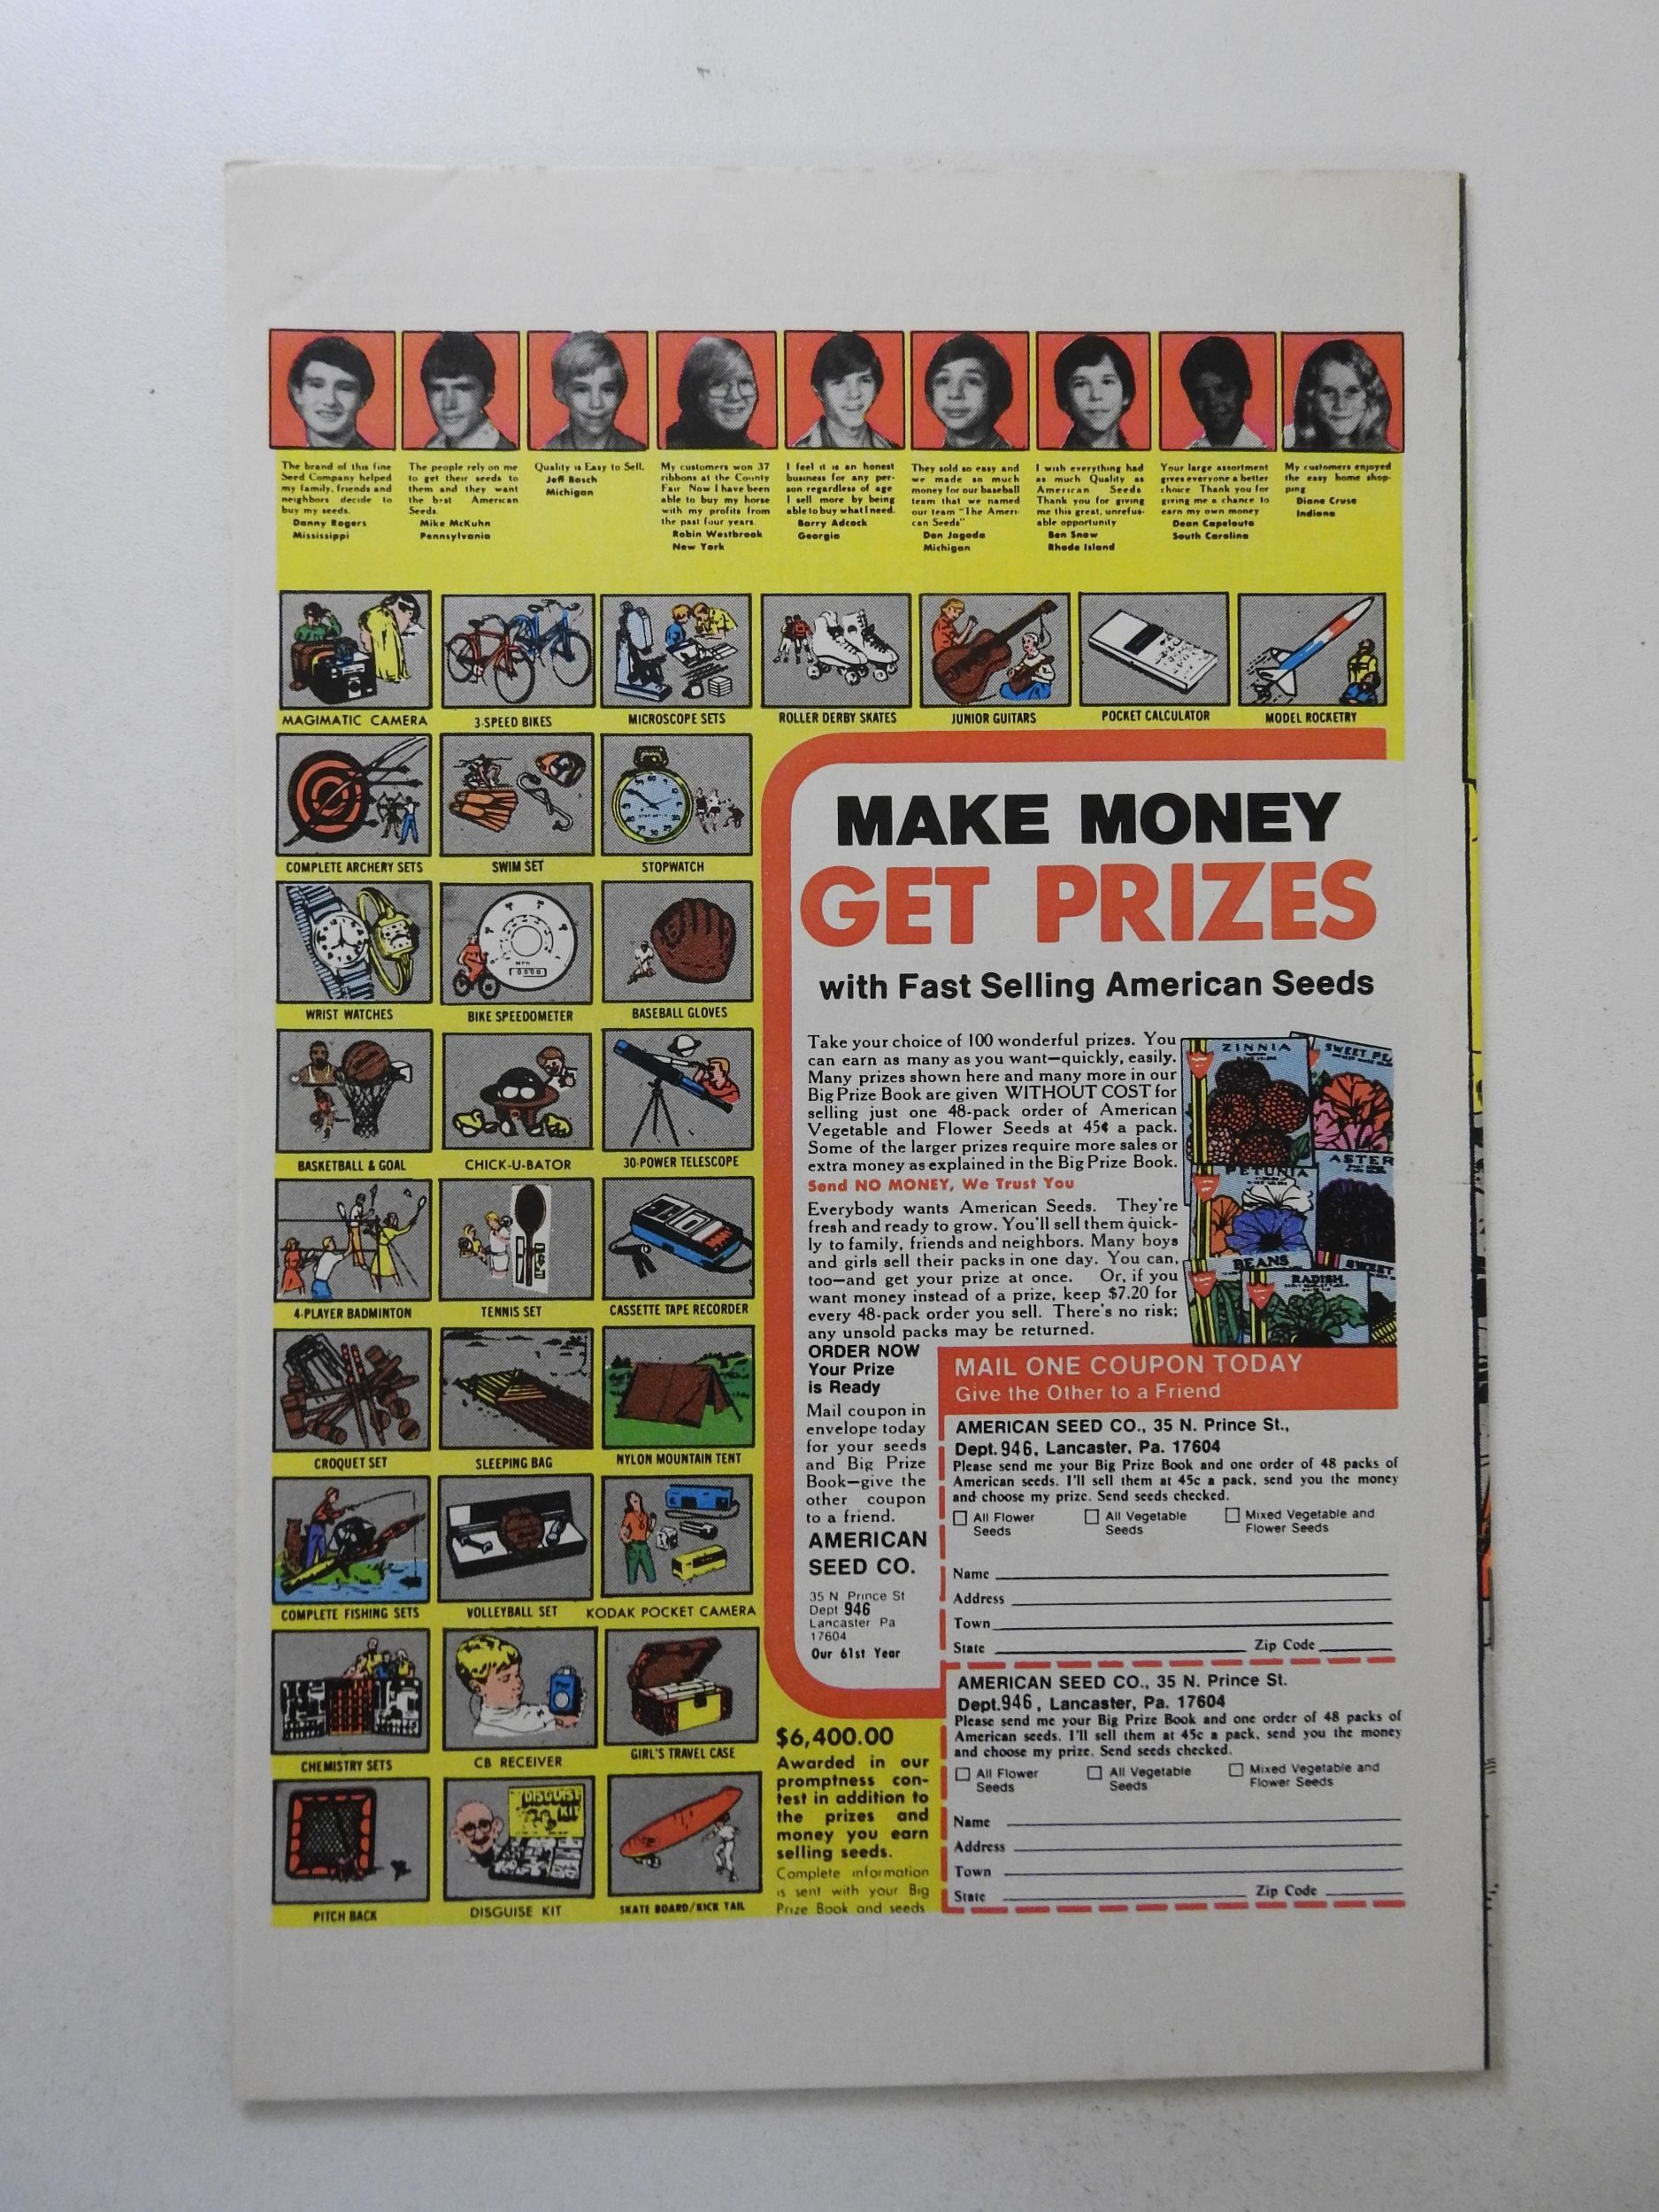 The brand of this fine
Seed Company helped
my family, friends and
neighbors decide to
buy my seeds.
Danny Rogers
Mississippi
The people rely on me
to get their seeds to
them and they want
the best American
Seeds.
Mike McKuhn
Pennsylvania
Quality is Easy to Sell.
Jeff Bosch
Michigan
My customers won 37
ribbons at the County
Fair Now I have been
able to buy my horse
with my profits from
the past four years.
Robin Westbrook
New York
I feel it is an honest
business for any per-
son regardless of age
I sell more by being
able to buy what I need.
Barry Adcock
Georgia
They sold so easy and
we made so much
money for our baseball
team that we named
our team "The Ameri-
can Seeds"
Don Jagoda
Michigan
I wish everything had
as much Quality as
American Seeds
Thank you for giving
me this great, unrefus-
able opportunity
Ben Snow
Rhode Island
Your large assortment
gives everyone a better
choice Thank you for
giving me a chance to
earn my own money
Dean Capelouto
South Carolina
My customers enjoyed
the easy home shop-
ping
Diane Cruse
Indiana
MAGIMATIC CAMERA
3-SPEED BIKES
MICROSCOPE SETS
ROLLER DERBY SKATES
JUNIOR GUITARS
POCKET CALCULATOR
MODEL ROCKETRY
COMPLETE ARCHERY SETS
SWIM SET
STOPWATCH
WRIST WATCHES
MPH
0000
BIKE SPEEDOMETER
BASEBALL GLOVES
BASKETBALL & GOAL
CHICK-U-BATOR
30-POWER TELESCOPE
4-PLAYER BADMINTON
TENNIS SET
CASSETTE TAPE RECORDER
CROQUET SET
SLEEPING BAG
NYLON MOUNTAIN TENT
COMPLETE FISHING SETS
VOLLEYBALL SET
KODAK POCKET CAMERA
CHEMISTRY SETS
CB RECEIVER
GIRL'S TRAVEL CASE
PITCH BACK
DISGUISE
KIT
DISGUISE KIT
SKATE BOARD/KICK TAIL
MAKE MONEY
GET PRIZES
with Fast Selling American Seeds
Take your choice of 100 wonderful prizes. You
can earn as many as you want—quickly, easily.
Many prizes shown here and many more in our
Big Prize Book are given WITHOUT COST for
selling just one 48-pack order of American
Vegetable and Flower Seeds at 45¢ a pack.
Some of the larger prizes require more sales or
extra money as explained in the Big Prize Book.
Send NO MONEY, We Trust You
Everybody wants American Seeds. They're
fresh and ready to grow. You'll sell them quick-
ly to family, friends and neighbors. Many boys
and girls sell their packs in one day. You can,
too—and get your prize at once. Or, if you
want money instead of a prize, keep $7.20 for
every 48-pack order you sell. There's no risk;
any unsold packs may be returned.
ZINNIA
SWEET PE
ASTER
PETUNIA
BEANS
RADISH
SWEET
ORDER NOW
Your Prize
is Ready
Mail coupon in
envelope today
for your seeds
and Big Prize
Book—give the
other coupon
to a friend.
AMERICAN
SEED CO.
35 N Prince St
Dept 946
Lancaster Pa
17604
Our 61st Year
MAIL ONE COUPON TODAY
Give the Other to a Friend
AMERICAN SEED CO., 35 N. Prince St.,
Dept. 946, Lancaster, Pa. 17604
Please send me your Big Prize Book and one order of 48 packs of
American seeds. I'll sell them at 45c a pack, send you the money
and choose my prize. Send seeds checked.
All Flower
Seeds
All Vegetable
Seeds
Mixed Vegetable and
Flower Seeds
Name
Address
Town
State Zip Code
AMERICAN SEED CO., 35 N. Prince St.
Dept. 946, Lancaster, Pa. 17604
Please send me your Big Prize Book and one order of 48 packs of
American seeds. I'll sell them at 45c a pack, send you the money
and choose my prize. Send seeds checked.
All Flower
Seeds
All Vegetable
Seeds
Mixed Vegetable and
Flower Seeds
Name
Address
Town
State Zip Code
$6,400.00
Awarded in our
promptness con-
test in addition to
the prizes and
money you earn
selling seeds.
Complete information
is sent with your Big
Prize Book and seeds